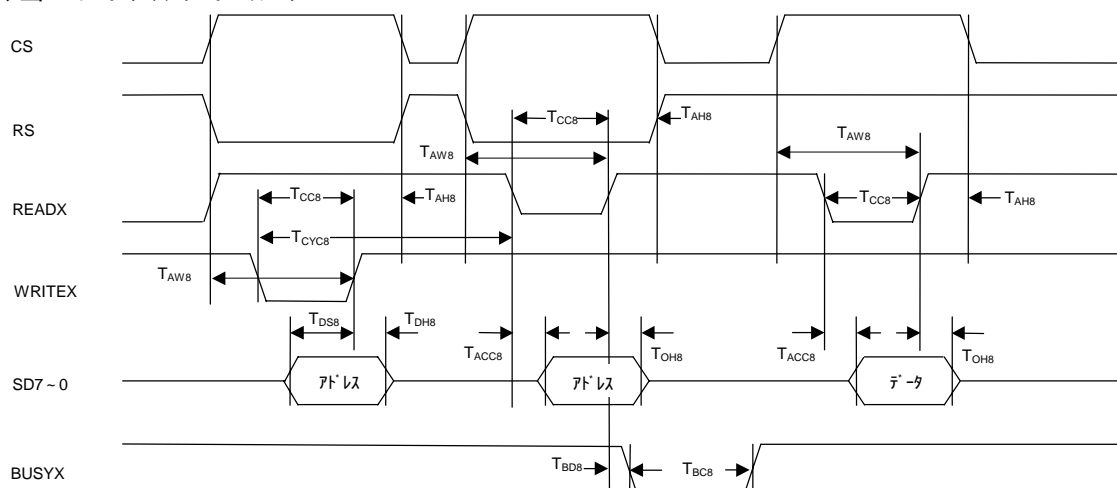 CS
RS
TCC8
TAH8
TAW8
TAW8
READX
TCC8
TAH8
TCC8
TAH8
TCYC8
WRITEX
TAW8
TDS8
TDH8
TACC8
TOH8
TACC8
TOH8
SD7~0
アドレス
アドレス
データ
BUSYX
TBD8
TBC8